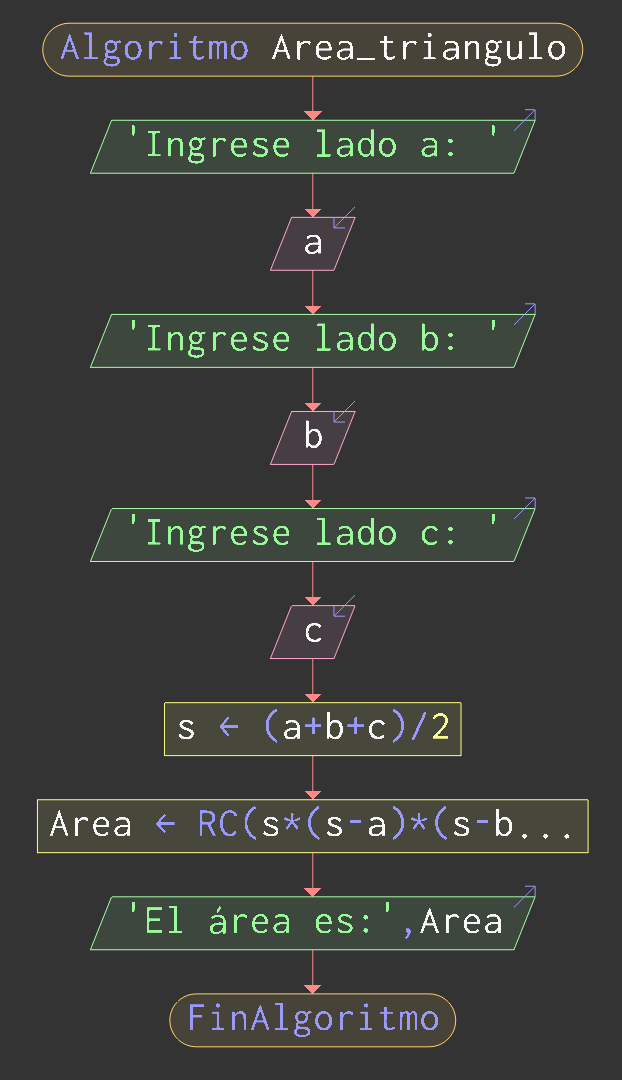 Algoritmo Area_triangulo
'Ingrese lado a: '
a
'Ingrese lado b: '
b
'Ingrese lado c: '
c
s ← (a+b+c)/2
Area ← RC(s*(s-a)*(s-b...
'El área es:',Area
FinAlgoritmo